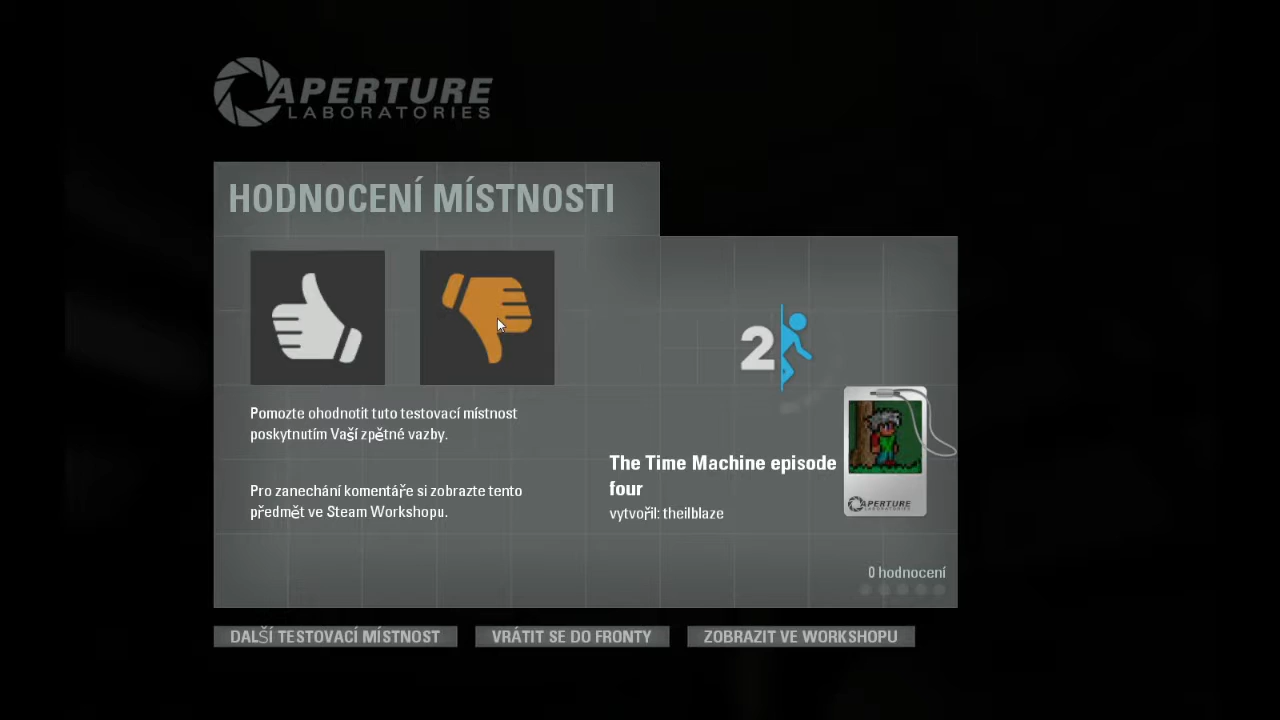 APERTURE
LABORATORIES
HODNOCENÍ MÍSTNOSTI
Pomozte ohodnotit tuto testovací místnost
poskytnutím Vaší zpětné vazby.
Pro zanechání komentáře si zobrazte tento
předmět ve Steam Workshopu.
2
The Time Machine episode
four
vytvořil: theilblaze
APERTURE
LABORATORIES
0 hodnocení
DALŠÍ TESTOVACÍ MÍSTNOST
VRÁTIT SE DO FRONTY
ZOBRAZIT VE WORKSHOPU